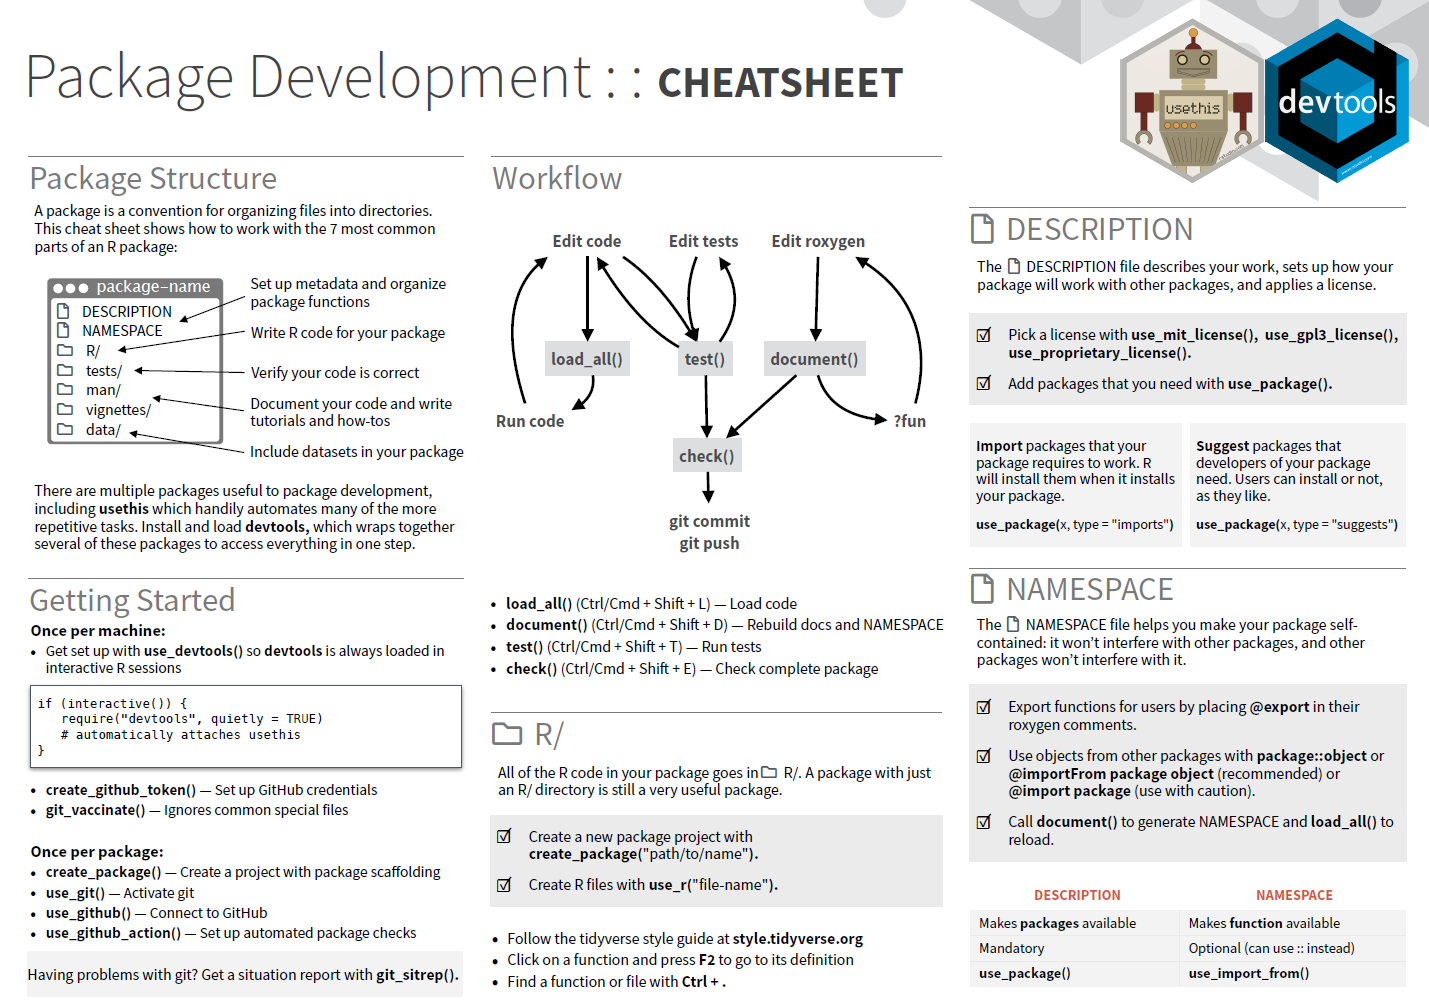 Package Development : : CHEATSHEET
usethis
devtools
Package Structure
A package is a convention for organizing files into directories.
This cheat sheet shows how to work with the 7 most common
parts of an R package:
package-name
DESCRIPTION
NAMESPACE
R/
tests/
man/
vignettes/
data/
Set up metadata and organize
package functions
Write R code for your package
Verify your code is correct
Document your code and write
tutorials and how-tos
Include datasets in your package
There are multiple packages useful to package development,
including usethis which handily automates many of the more
repetitive tasks. Install and load devtools, which wraps together
several of these packages to access everything in one step.
Getting Started
Once per machine:
• Get set up with use_devtools() so devtools is always loaded in
interactive R sessions
if (interactive()) {
require("devtools", quietly = TRUE)
# automatically attaches usethis
}
• create_github_token() — Set up GitHub credentials
• git_vaccinate() — Ignores common special files
Once per package:
• create_package() — Create a project with package scaffolding
• use_git() — Activate git
• use_github() — Connect to GitHub
• use_github_action() — Set up automated package checks
Having problems with git? Get a situation report with git_sitrep().
Workflow
Edit code
Edit tests
Edit roxygen
load_all()
test()
document()
Run code
?fun
check()
git commit
git push
• load_all() (Ctrl/Cmd + Shift + L) — Load code
• document() (Ctrl/Cmd + Shift + D) — Rebuild docs and NAMESPACE
• test() (Ctrl/Cmd + Shift + T) — Run tests
• check() (Ctrl/Cmd + Shift + E) — Check complete package
R/
All of the R code in your package goes in R/. A package with just
an R/ directory is still a very useful package.
Create a new package project with
create_package("path/to/name").
Create R files with use_r("file-name").
• Follow the tidyverse style guide at style.tidyverse.org
• Click on a function and press F2 to go to its definition
• Find a function or file with Ctrl + .
DESCRIPTION
The DESCRIPTION file describes your work, sets up how your
package will work with other packages, and applies a license.
Pick a license with use_mit_license(), use_gpl3_license(),
use_proprietary_license().
Add packages that you need with use_package().
Import packages that your
package requires to work. R
will install them when it installs
your package.
use_package(x, type = "imports")
Suggest packages that
developers of your package
need. Users can install or not,
as they like.
use_package(x, type = "suggests")
NAMESPACE
The NAMESPACE file helps you make your package self-
contained: it won’t interfere with other packages, and other
packages won’t interfere with it.
Export functions for users by placing @export in their
roxygen comments.
Use objects from other packages with package::object or
@importFrom package object (recommended) or
@import package (use with caution).
Call document() to generate NAMESPACE and load_all() to
reload.
DESCRIPTION NAMESPACE
Makes packages available Makes function available
Mandatory Optional (can use :: instead)
use_package() use_import_from()